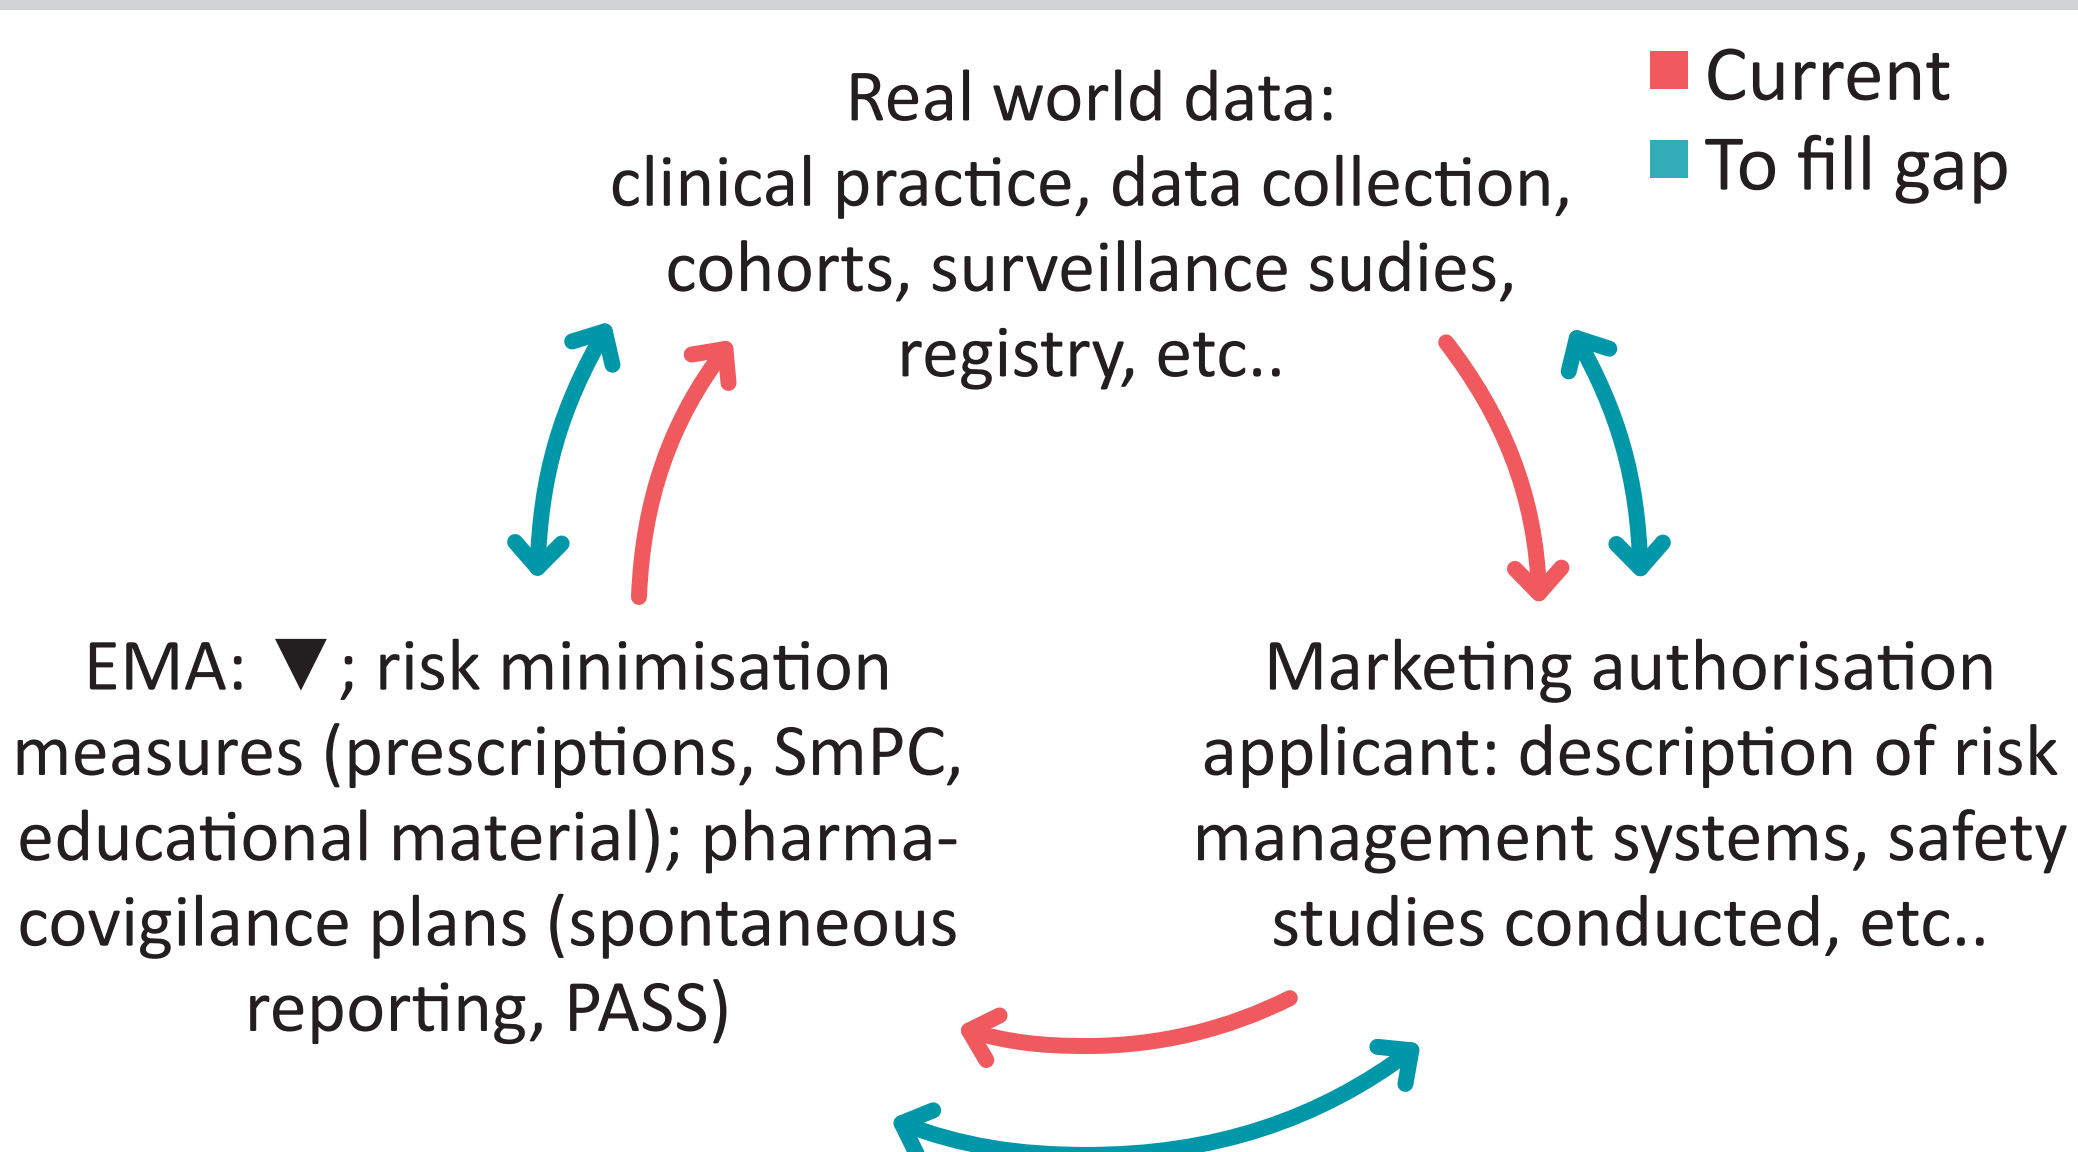 Real world data:
clinical practice, data collection,
cohorts, surveillance sudies,
registry, etc..
Current
To fill gap
EMA: ▼; risk minimisation
measures (prescriptions, SmPC,
educational material); pharma-
covigilance plans (spontaneous
reporting, PASS)
Marketing authorisation
applicant: description of risk
management systems, safety
studies conducted, etc..